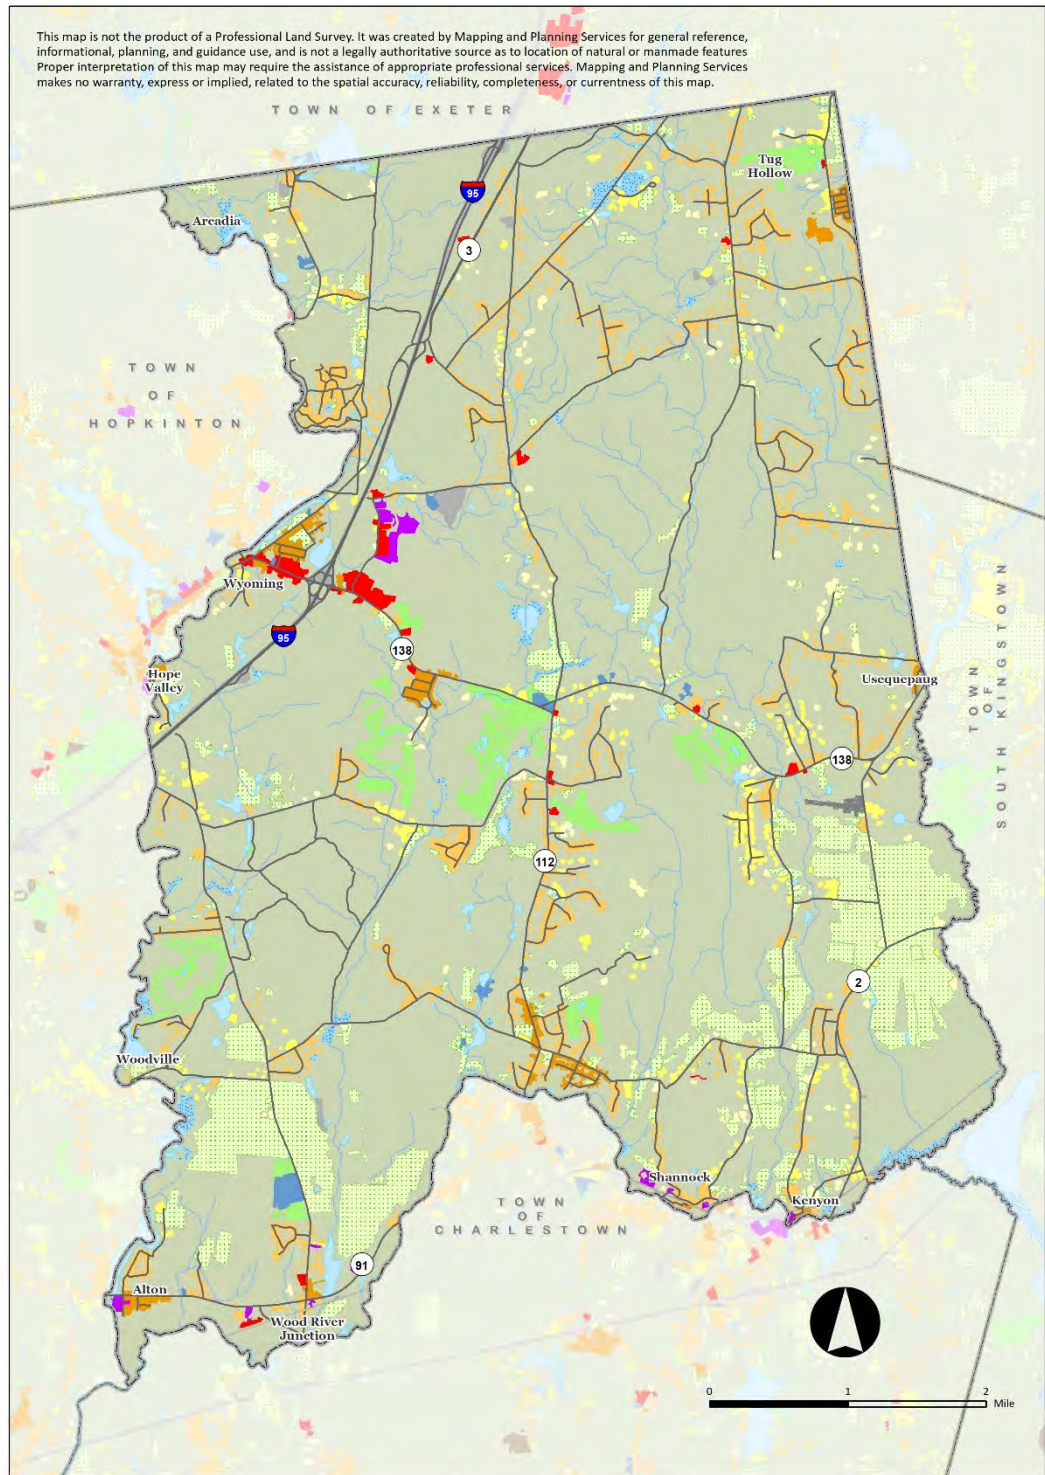 This map is not the product of a Professional Land Survey. It was created by Mapping and Planning Services for general reference,
informational, planning, and guidance use, and is not a legally authoritative source as to location of natural or manmade features
Proper interpretation of this map may require the assistance of appropriate professional services. Mapping and Planning Services
makes no warranty, express or implied, related to the spatial accuracy, reliability, completeness, or currentness of this map.
TOWN OF EXETER
Tug
Hollow
95
Arcadia
3
TOWN
OF
HOPKINTON
Wyoming
95
138
Hope
Valley
Usequepaug
TOWN
OF
SOUTH KINGSTOWN
138
112
2
Woodville
Shannock
Kenyon
TOWN
OF
CHARLESTOWN
91
Alton
Wood River
Junction
0 1 2
Mile